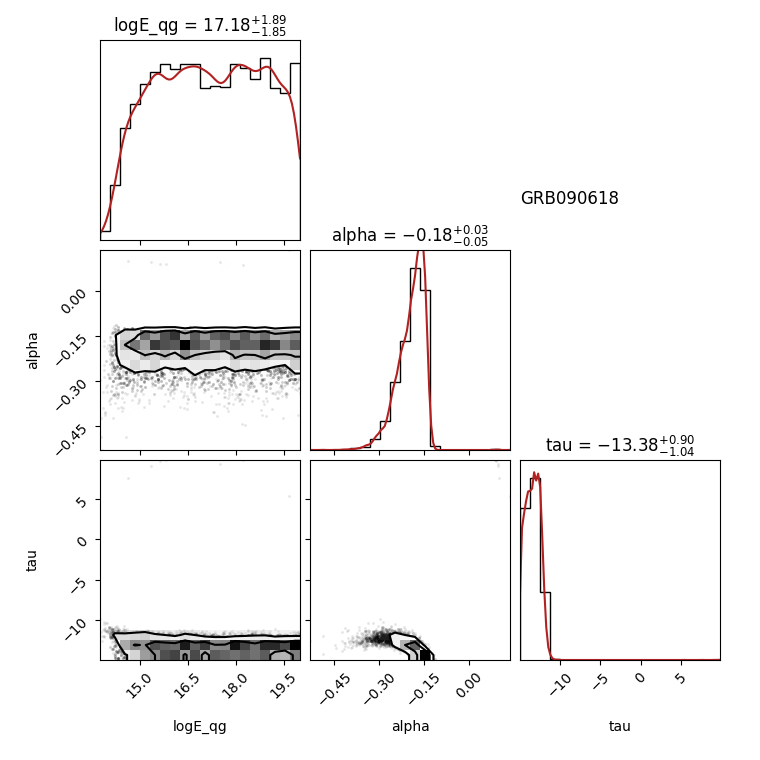 logE_qg = 17.18+1.89 −1.85
GRB090618
alpha = −0.18+0.03 −0.05
0.00
−0.15
−0.30
−0.45
alpha
tau = −13.38+0.90 −1.04
5
0
−5
−10
tau
15.0 16.5 18.0 19.5
−0.45 −0.30 −0.15 0.00
−10 −5 0 5
logE_qg alpha tau